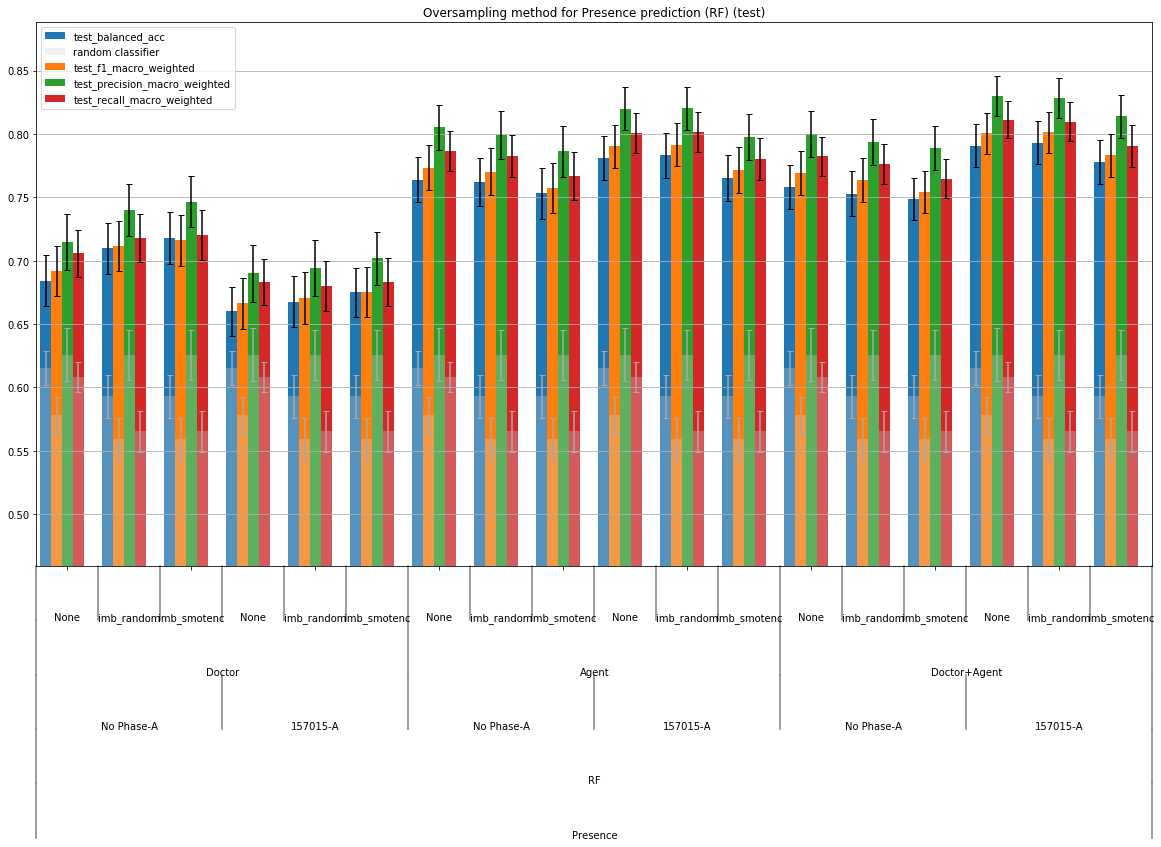 Oversampling method for Presence prediction (RF) (test)
test_balanced_acc
random classifier
test_f1_macro_weighted
test_precision_macro_weighted
test_recall_macro_weighted
0.85
0.80
0.75
0.70
0.65
0.60
0.55
0.50
None imb_random imb_smotenc None imb_random imb_smotenc None imb_random imb_smotenc None imb_random imb_smotenc None imb_random imb_smotenc None imb_random imb_smotenc
Doctor Agent Doctor+Agent
No Phase-A 157015-A No Phase-A 157015-A No Phase-A 157015-A
RF
Presence